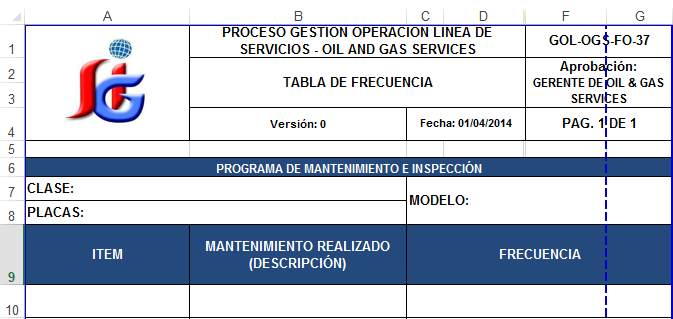 A B C D E F G
1 PROCESO GESTION OPERACION LINEA DE GOL-OGS-FO-37
SERVICIOS - OIL AND GAS SERVICES
2 TABLA DE FRECUENCIA Aprobación:
GERENTE DE OIL & GAS
3 SERVICES
4 Versión: 0 Fecha: 01/04/2014 PAG. 1 DE 1
5
6 PROGRAMA DE MANTENIMIENTO E INSPECCIÓN
7 CLASE: MODELO:
8 PLACAS:
9 ITEM MANTENIMIENTO REALIZADO FRECUENCIA
(DESCRIPCIÓN)
10